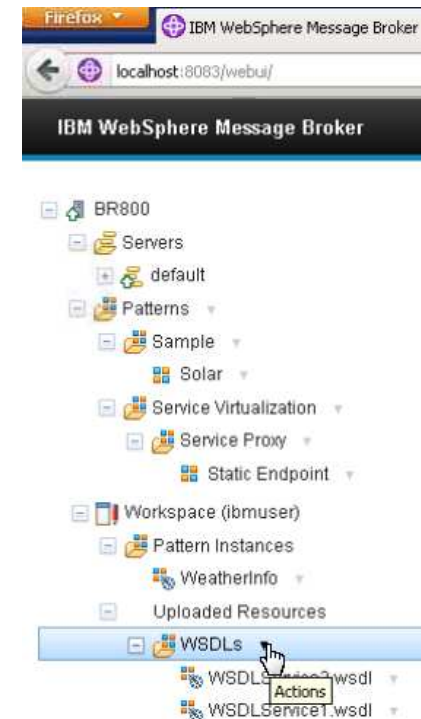 Firefox
IBM WebSphere Message Broker
localhost:8083/webui/
IBM WebSphere Message Broker
BR800
Servers
default
Patterns
Sample
Solar
Service Virtualization
Service Proxy
Static Endpoint
Workspace (ibmuser)
Pattern Instances
WeatherInfo
Uploaded Resources
WSDLs
Actions
WSDLService1.wsdl